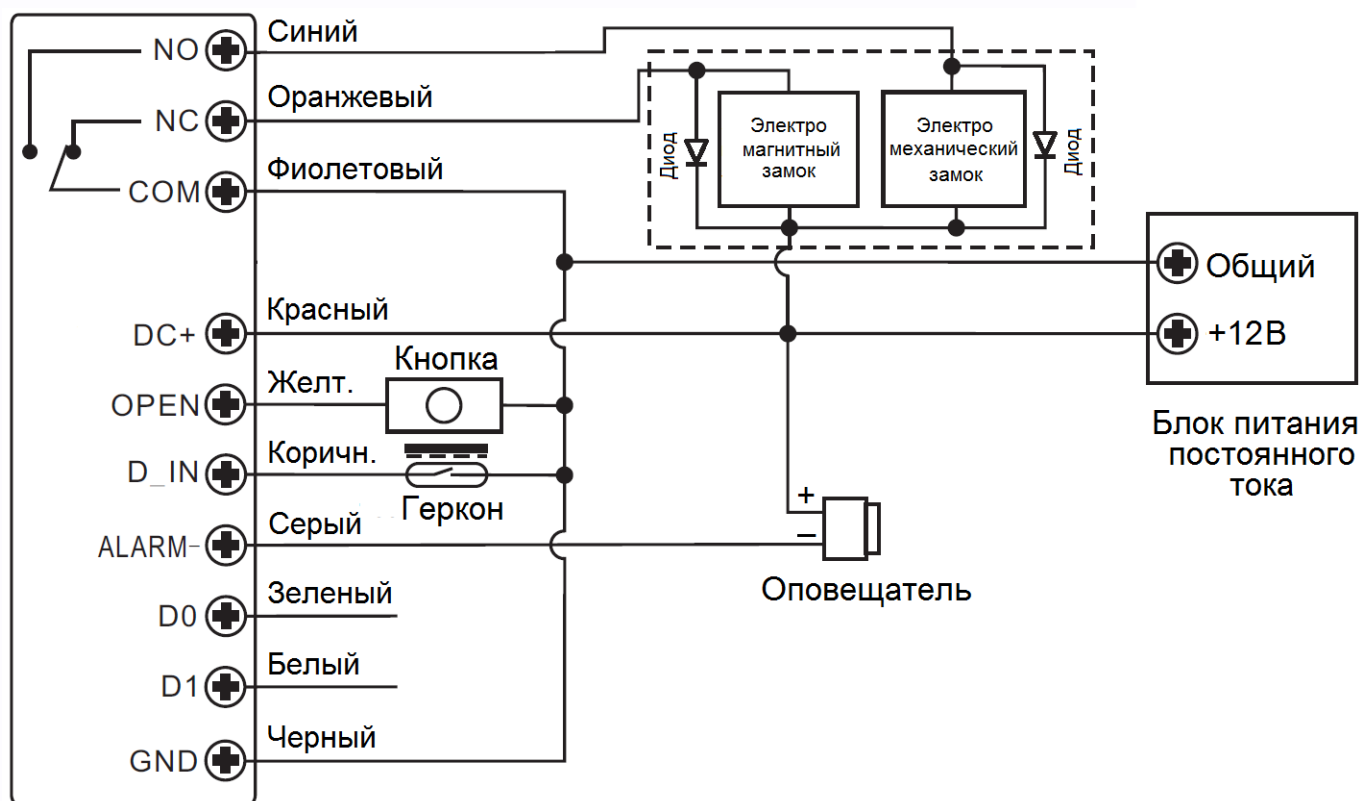 NO
Синий
NC
Оранжевый
COM
Фиолетовый
DC+
Красный
OPEN
Желт.
Кнопка
D_IN
Коричн.
Геркон
ALARM-
Серый
D0
Зеленый
D1
Белый
GND
Черный
Диод
Электро
магнитный
замок
Электро
механический
замок
Диод
Общий
+12В
Блок питания
постоянного
тока
+
–
Оповещатель